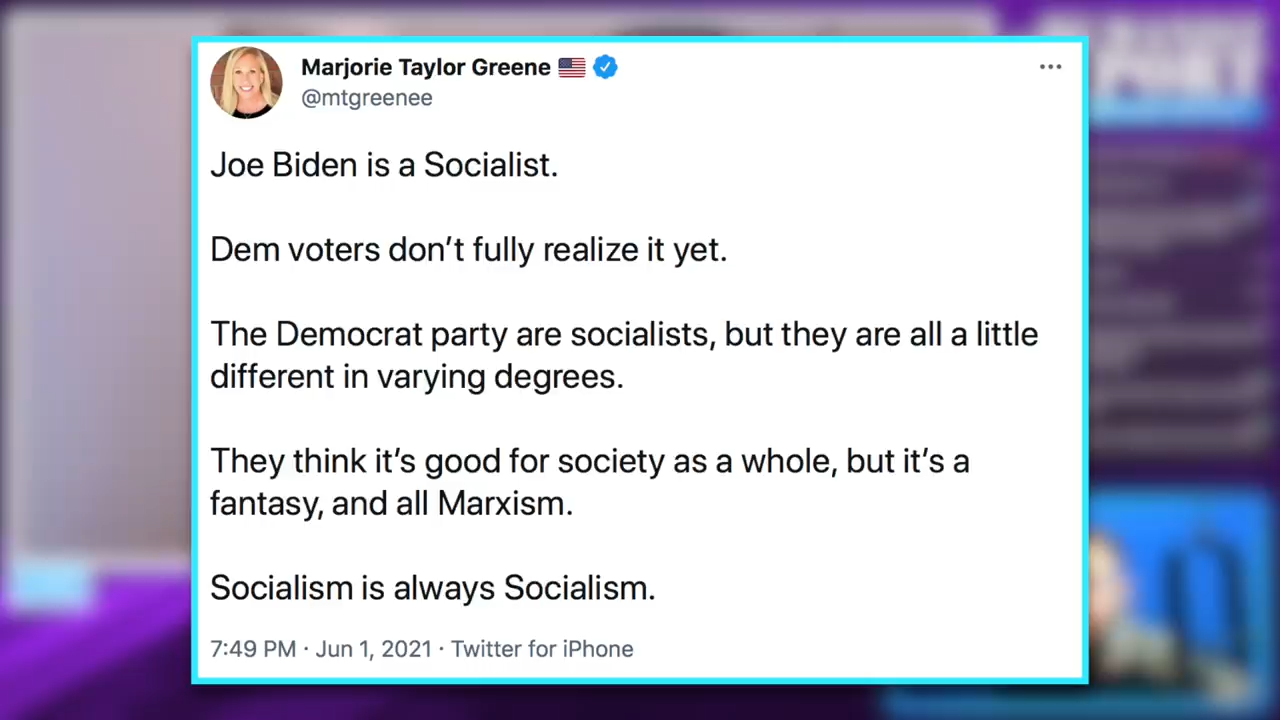 Marjorie Taylor Greene 🇺🇸
@mtgreenee
Joe Biden is a Socialist.
Dem voters don’t fully realize it yet.
The Democrat party are socialists, but they are all a little
different in varying degrees.
They think it’s good for society as a whole, but it’s a
fantasy, and all Marxism.
Socialism is always Socialism.
7:49 PM · Jun 1, 2021 · Twitter for iPhone